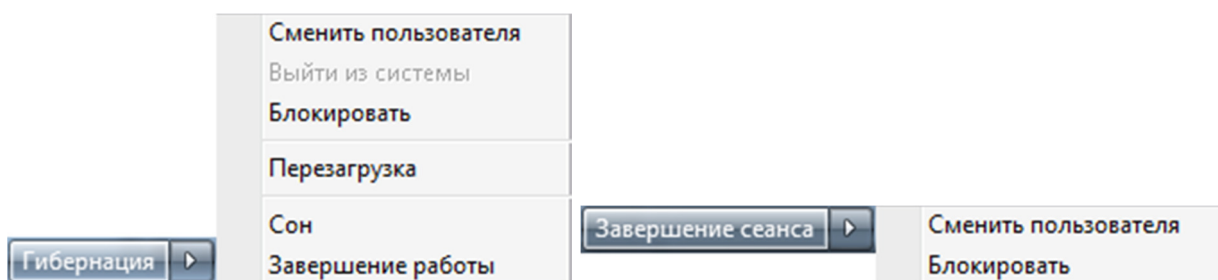 Сменить пользователя
Выйти из системы
Блокировать
Перезагрузка
Сон
Завершение работы
Гибернация
Завершение сеанса
Сменить пользователя
Блокировать